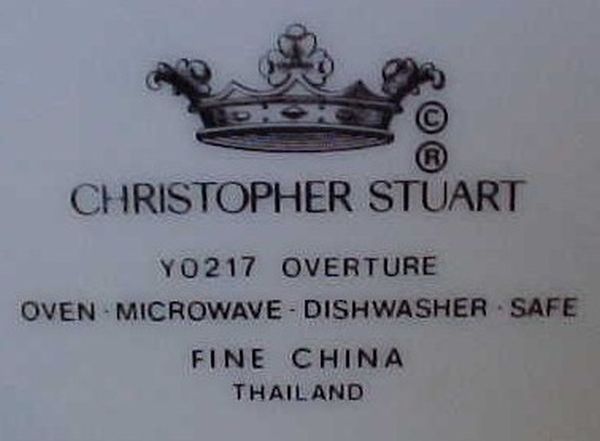 ©
®
CHRISTOPHER STUART
Y0217 OVERTURE
OVEN · MICROWAVE · DISHWASHER · SAFE
FINE CHINA
THAILAND